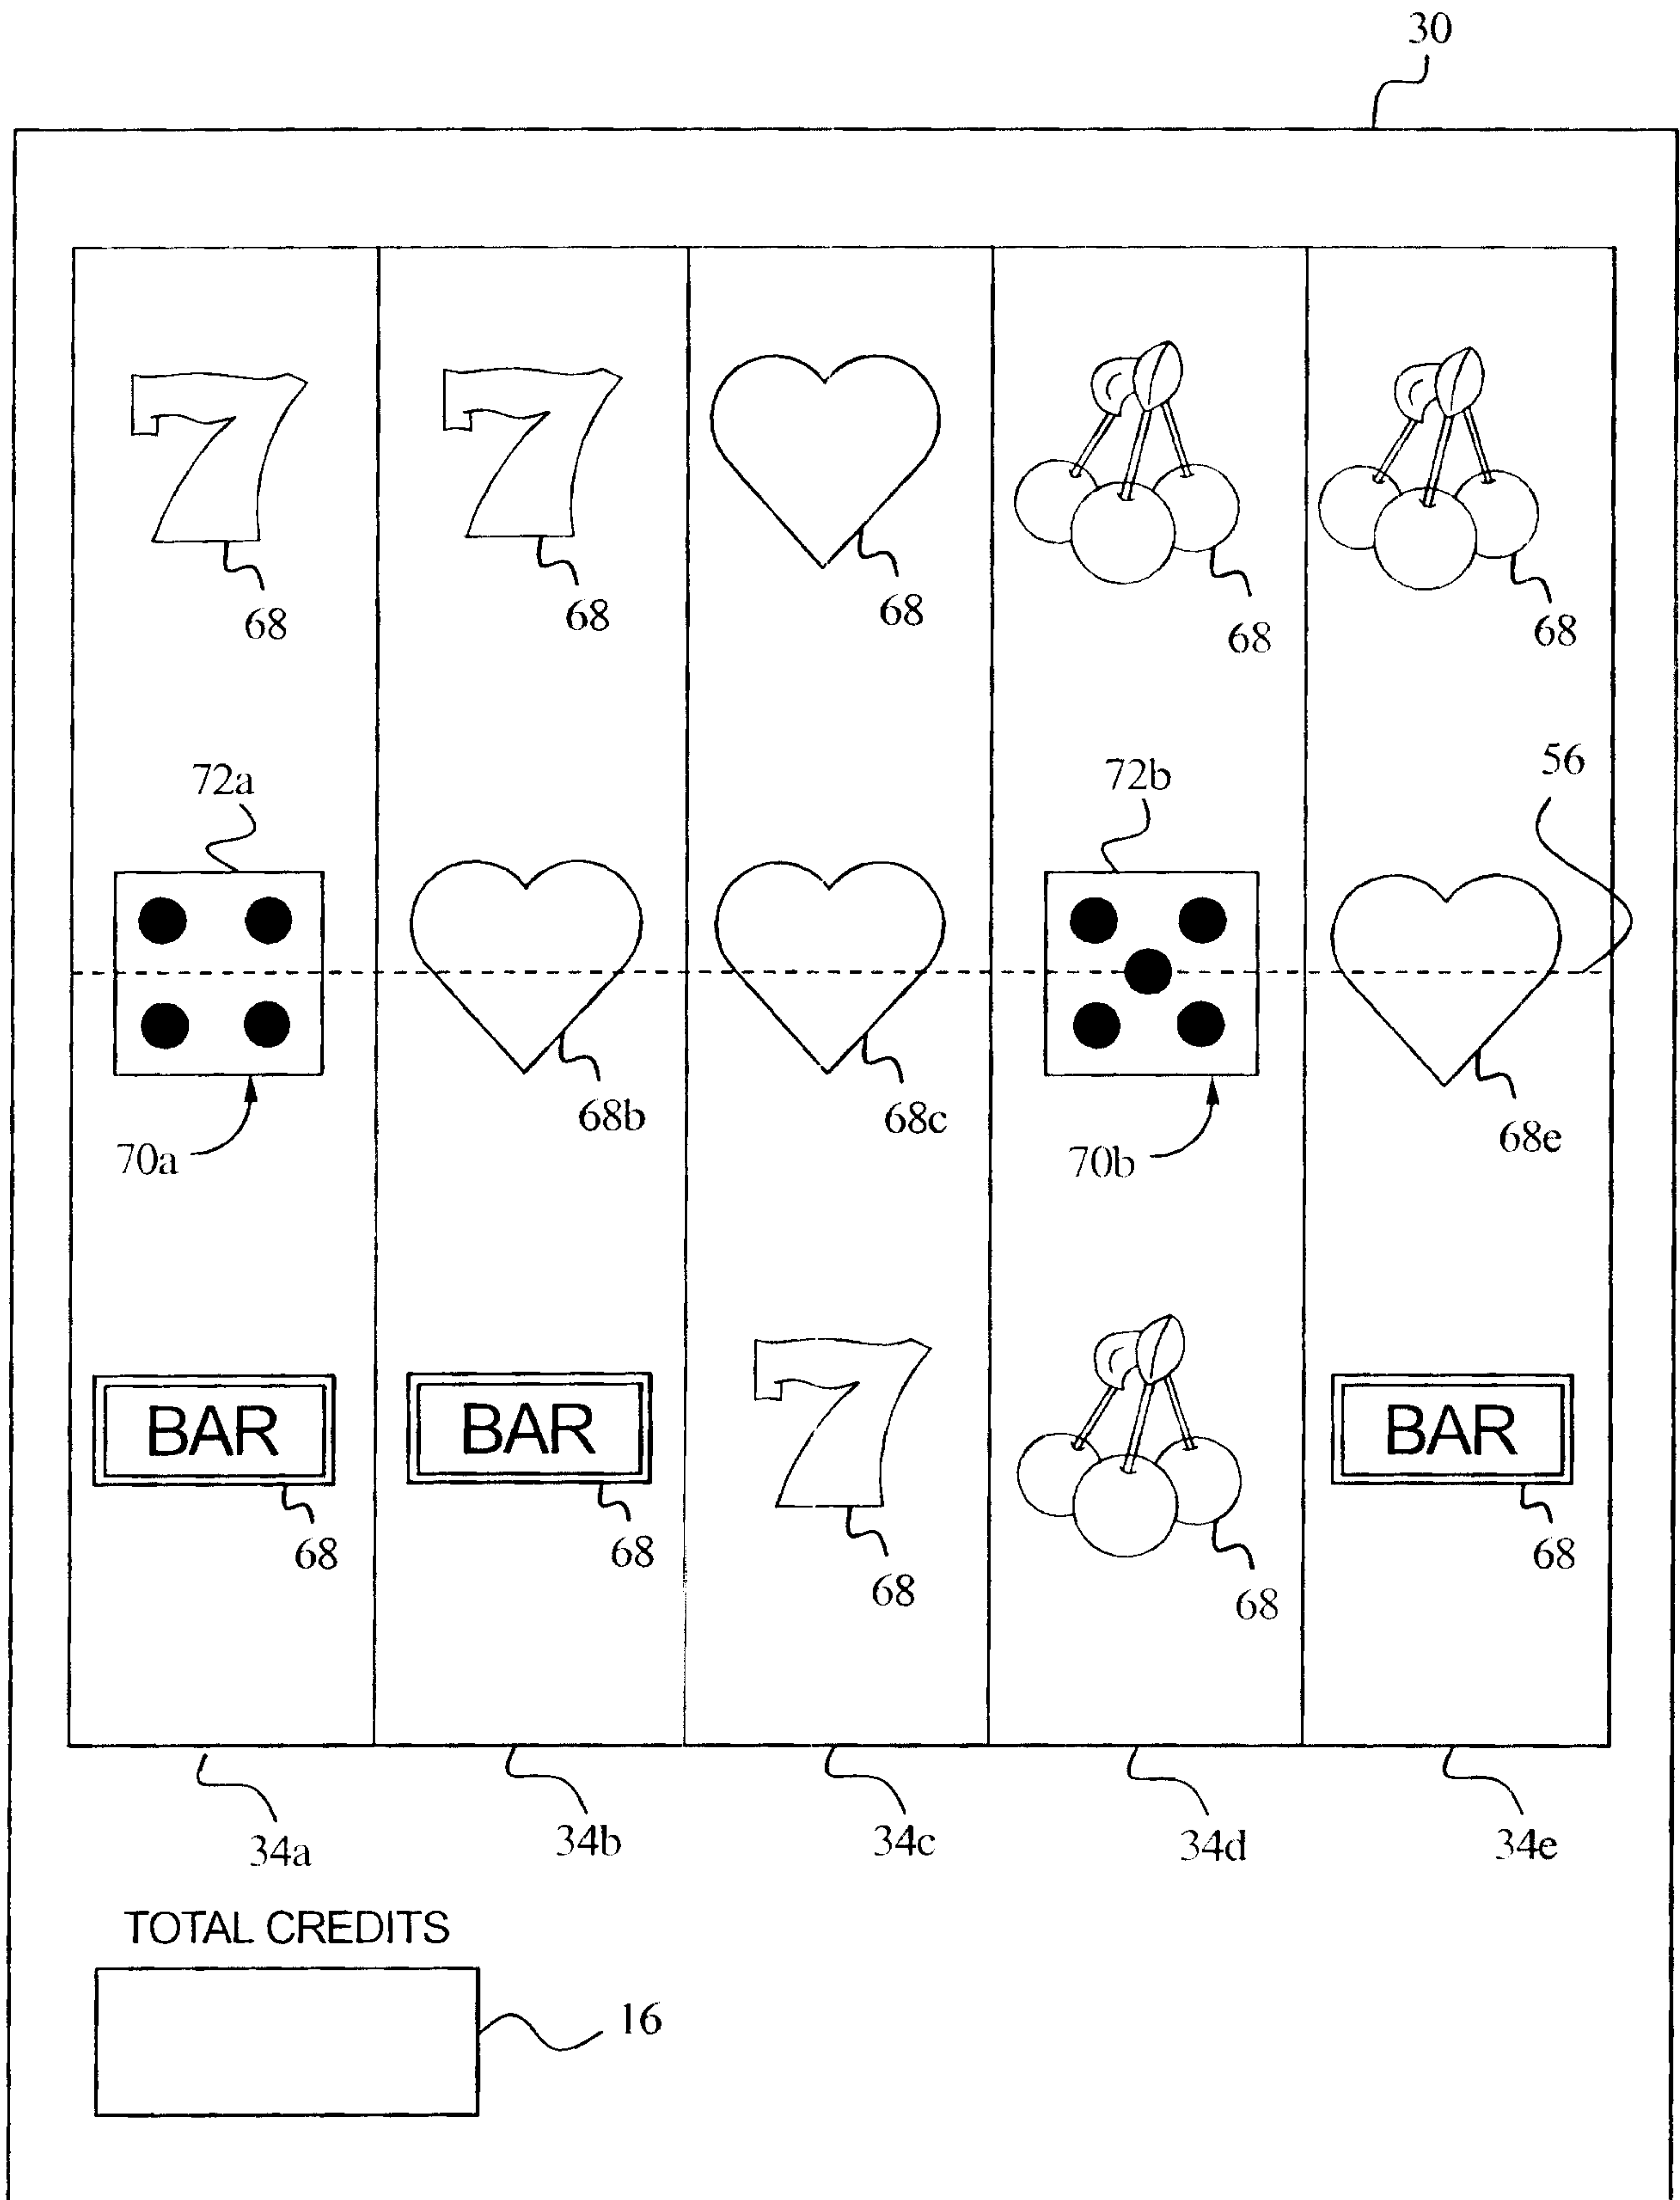 30
7 7
68 68 68 68 68
72a 72b 56
70a 68b 68c 70b 68e
7
BAR BAR BAR
68 68 68 68 68
34a 34b 34c 34d 34e
TOTAL CREDITS
16